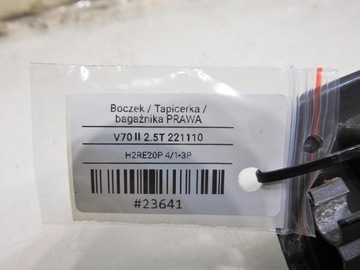 Boczek / Tapicerka /
bagażnika PRAWA
V70 II 2.5T 221110
H2RE20P 4/1-3P
#23641